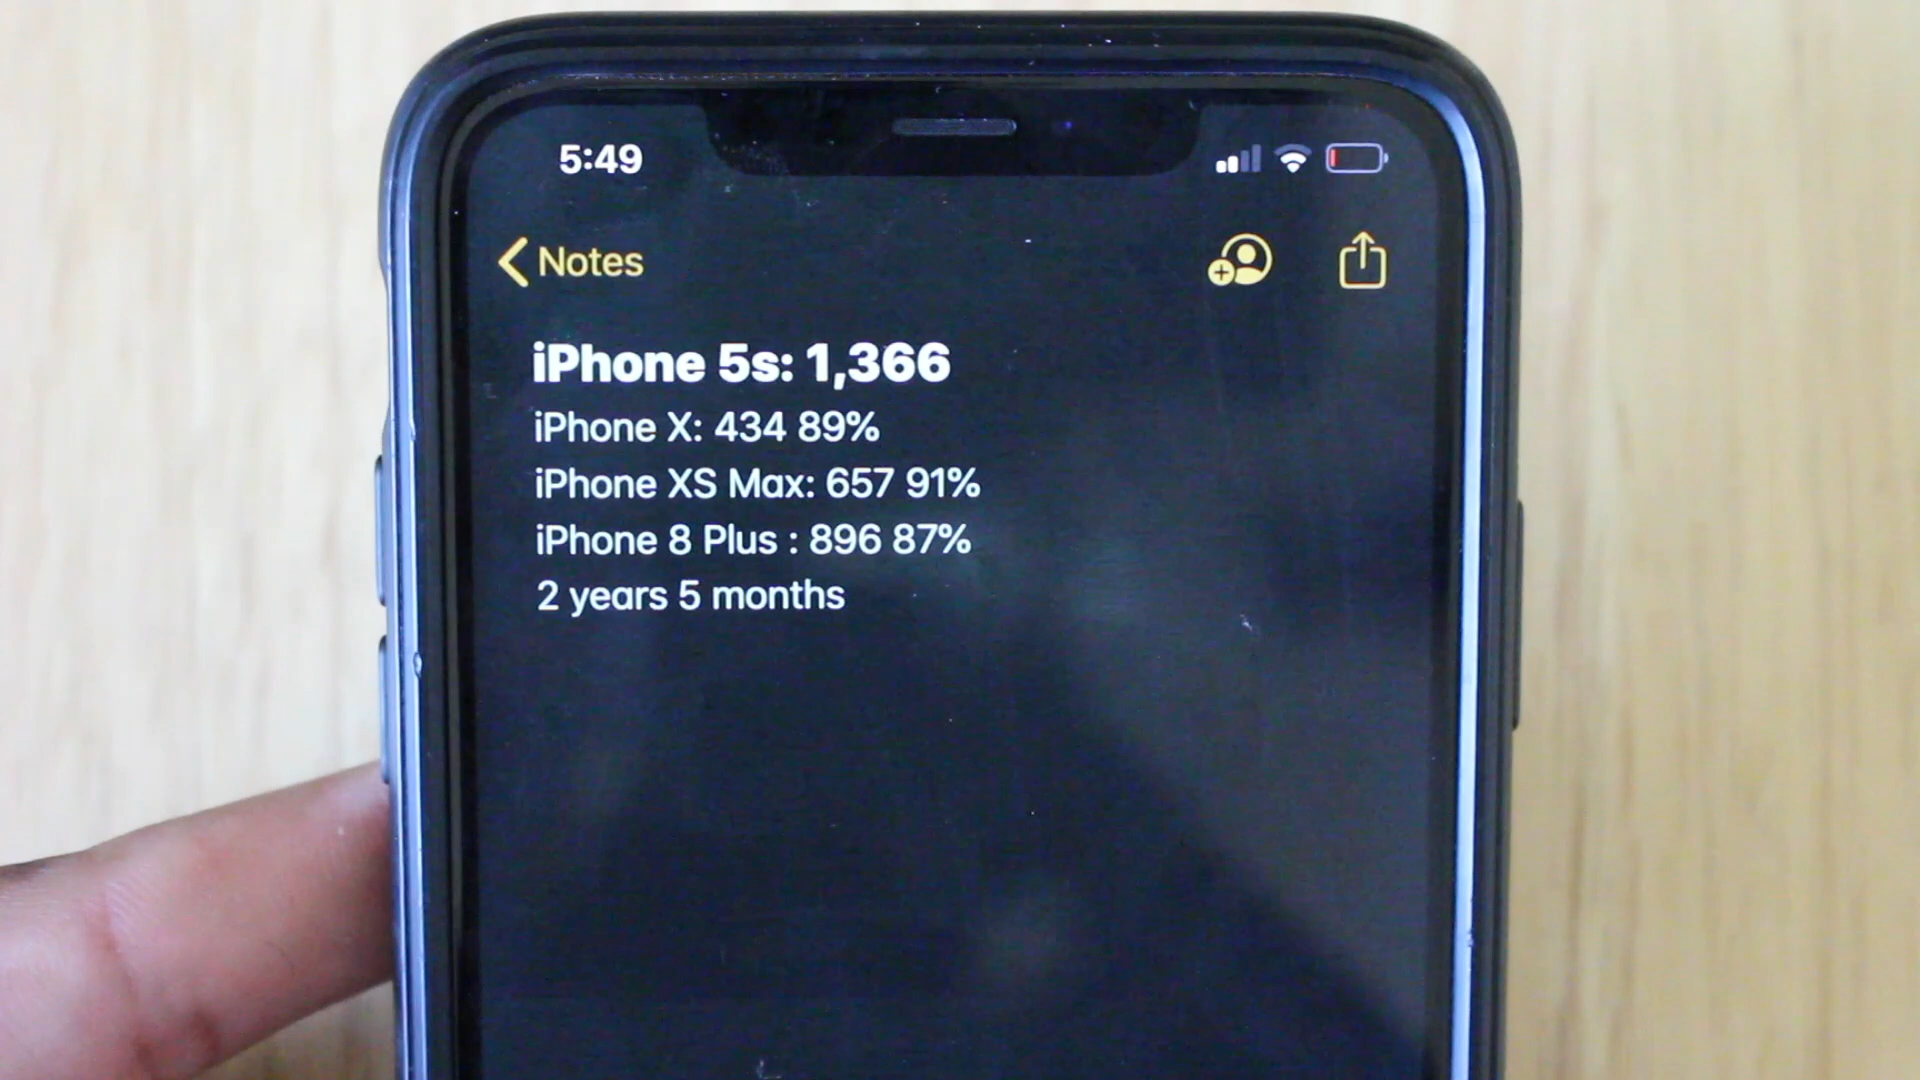 5:49
Notes
iPhone 5s: 1,366
iPhone X: 434 89%
iPhone XS Max: 657 91%
iPhone 8 Plus : 896 87%
2 years 5 months